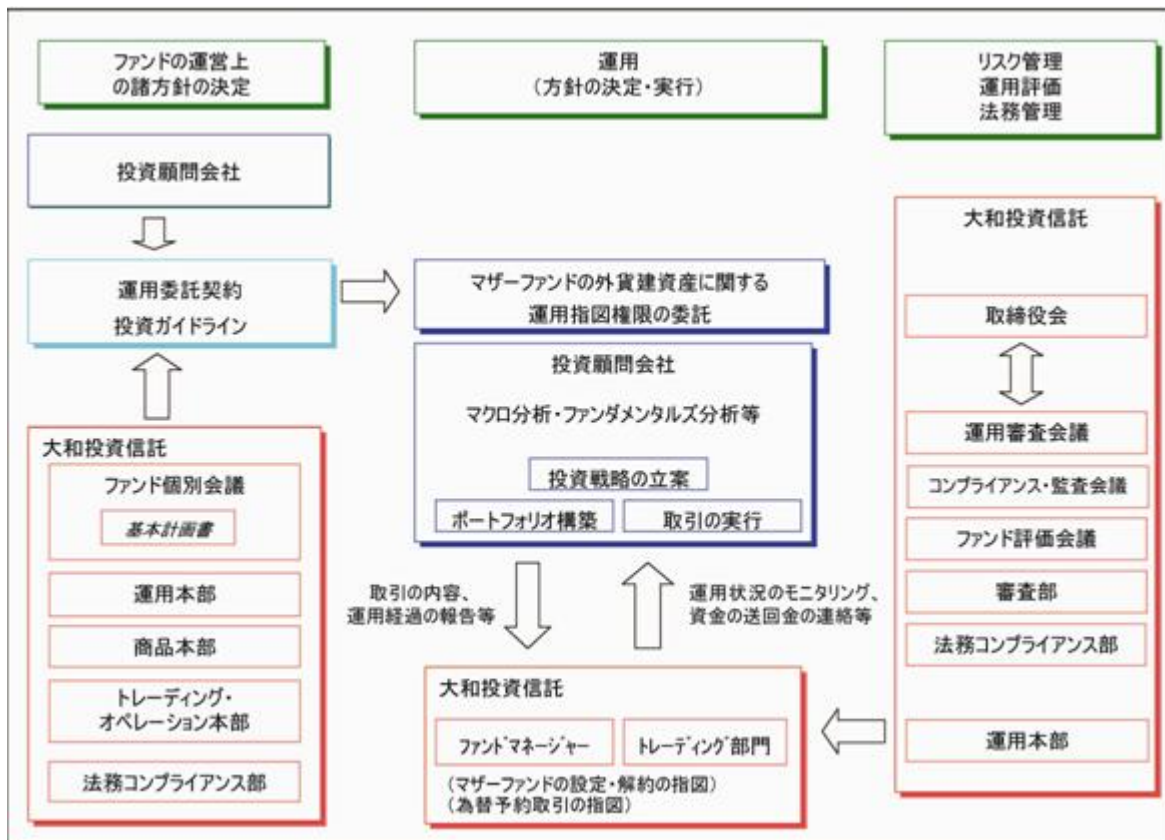 ファンドの運営上
の諸方針の決定
運用
（方針の決定・実行）
リスク管理
運用評価
法務管理
投資顧問会社
運用委託契約
投資ガイドライン
マザーファンドの外貨建資産に関する
運用指図権限の委託
投資顧問会社
マクロ分析・ファンダメンタルズ分析等
投資戦略の立案
ポートフォリオ構築
取引の実行
大和投資信託
ファンド個別会議
基本計画書
運用本部
商品本部
トレーディング・
オペレーション本部
法務コンプライアンス部
取引の内容、
運用経過の報告等
運用状況のモニタリング、
資金の送回金の連絡等
大和投資信託
ファンドマネージャー
トレーディング部門
（マザーファンドの設定・解約の指図）
（為替予約取引の指図）
大和投資信託
取締役会
運用審査会議
コンプライアンス・監査会議
ファンド評価会議
審査部
法務コンプライアンス部
運用本部